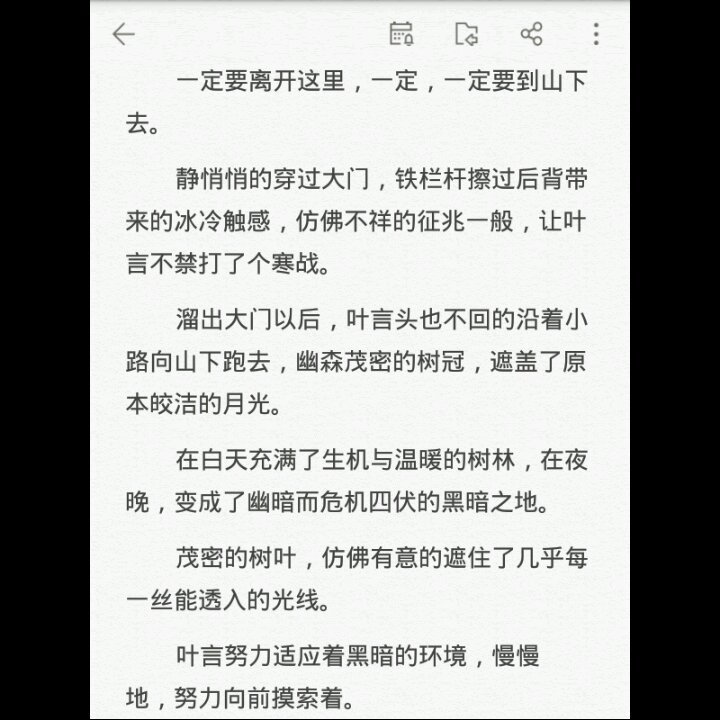 一定要离开这里，一定，一定要到山下
去。
静悄悄的穿过大门，铁栏杆擦过后背带
来的冰冷触感，仿佛不祥的征兆一般，让叶
言不禁打了个寒战。
溜出大门以后，叶言头也不回的沿着小
路向山下跑去，幽森茂密的树冠，遮盖了原
本皎洁的月光。
在白天充满了生机与温暖的树林，在夜
晚，变成了幽暗而危机四伏的黑暗之地。
茂密的树叶，仿佛有意的遮住了几乎每
一丝能透入的光线。
叶言努力适应着黑暗的环境，慢慢
地，努力向前摸索着。